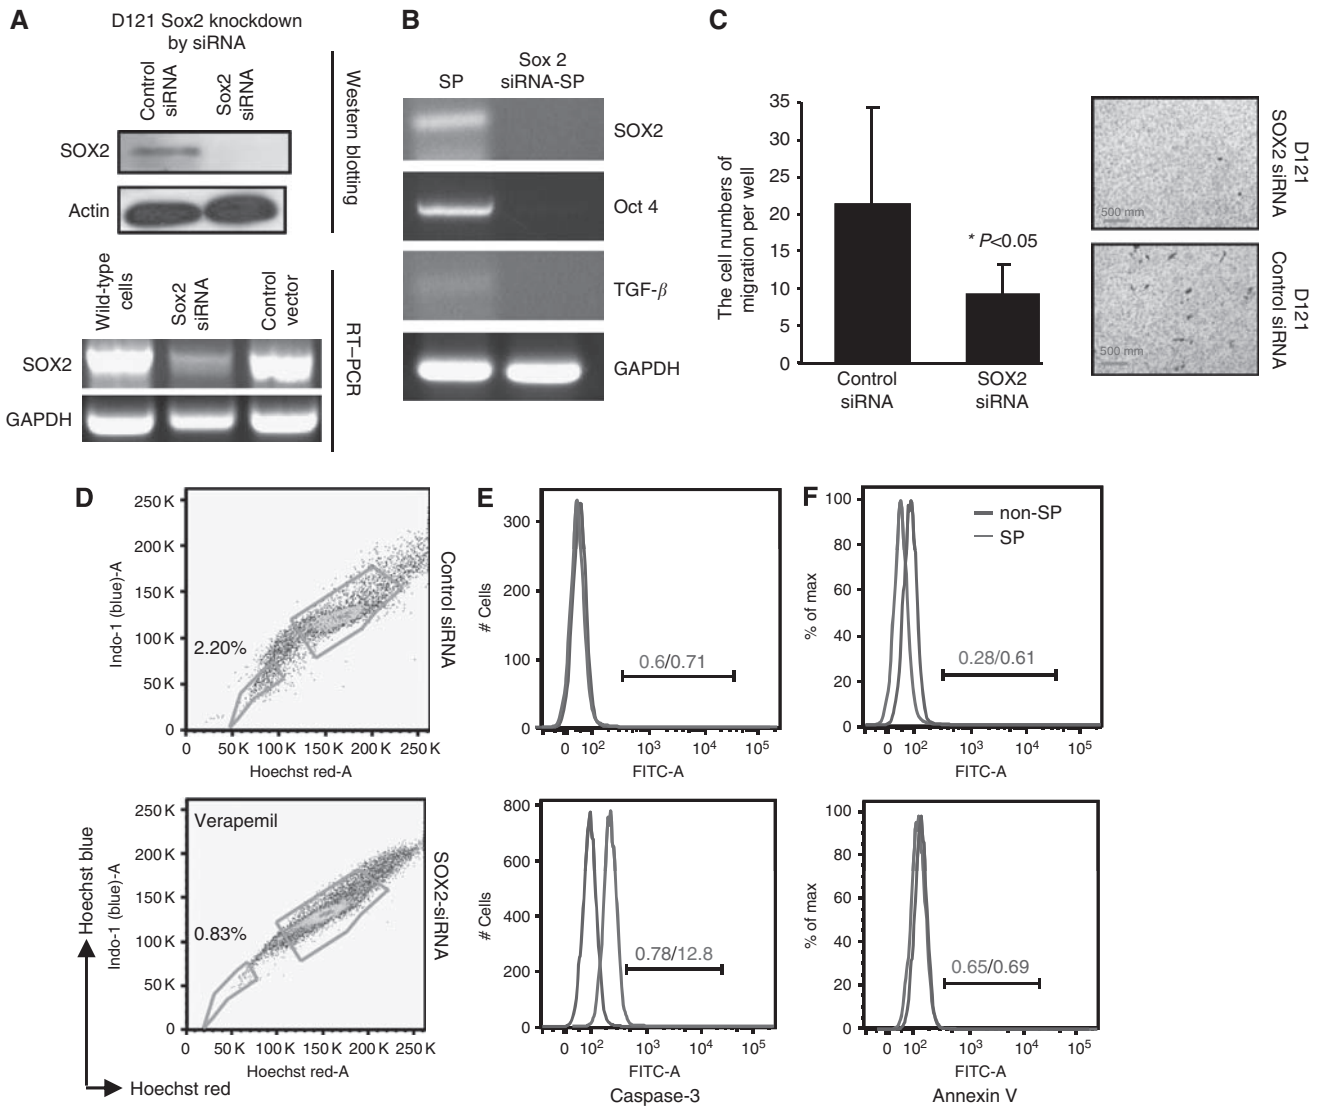 A
D121 Sox2 knockdown
by siRNA
Control
siRNA
Sox2
siRNA
SOX2
Actin
Western blotting
Wild-type
cells
Sox2
siRNA
Control
vector
SOX2
GAPDH
RT–PCR
B
SP
Sox 2
siRNA-SP
SOX2
Oct 4
TGF-β
GAPDH
C
The cell numbers of
migration per well
35
30
25
20
15
10
5
0
* P<0.05
Control
siRNA
SOX2
siRNA
500 mm
D121
SOX2 siRNA
500 mm
D121
Control siRNA
D
Indo-1 (blue)-A
250 K
200 K
150 K
100 K
50 K
0
2.20%
0 50 K 100 K 150 K 200 K 250 K
Hoechst red-A
Control siRNA
Indo-1 (blue)-A
250 K
200 K
150 K
100 K
50 K
0
Verapemil
0.83%
0 50 K 100 K 150 K 200 K 250 K
Hoechst red-A
SOX2-siRNA
Hoechst blue
Hoechst red
E
# Cells
300
200
100
0
0.6/0.71
0 10² 10³ 10⁴ 10⁵
FITC-A
# Cells
800
600
400
200
0
0.78/12.8
0 10² 10³ 10⁴ 10⁵
FITC-A
Caspase-3
F
% of max
100
80
60
40
20
0
non-SP
SP
0.28/0.61
0 10² 10³ 10⁴ 10⁵
FITC-A
% of max
100
80
60
40
20
0
0.65/0.69
0 10² 10³ 10⁴ 10⁵
FITC-A
Annexin V